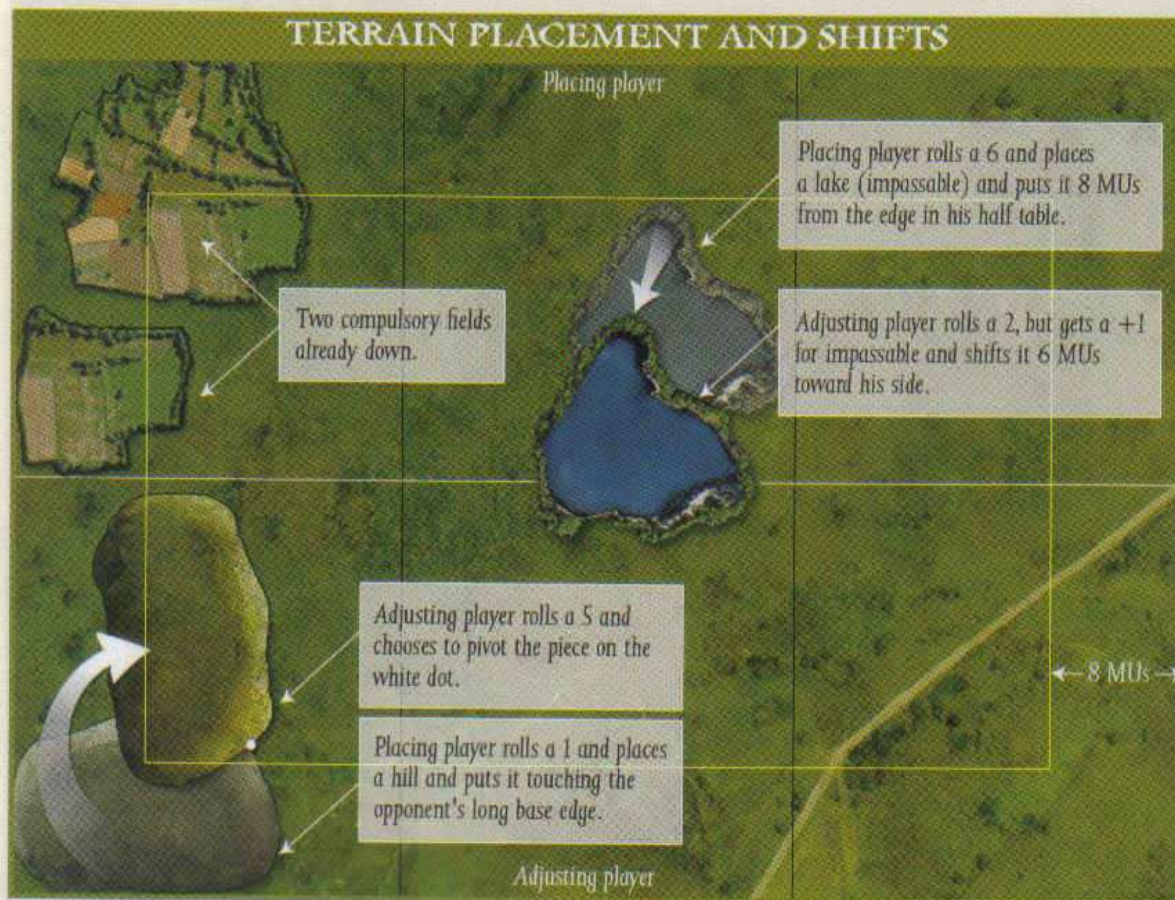 TERRAIN PLACEMENT AND SHIFTS
Placing player
Placing player rolls a 6 and places
a lake (impassable) and puts it 8 MUs
from the edge in his half table.
Two compulsory fields
already down.
Adjusting player rolls a 2, but gets a +1
for impassable and shifts it 6 MUs
toward his side.
Adjusting player rolls a 5 and
chooses to pivot the piece on the
white dot.
8 MUs
Placing player rolls a 1 and places
a hill and puts it touching the
opponent's long base edge.
Adjusting player